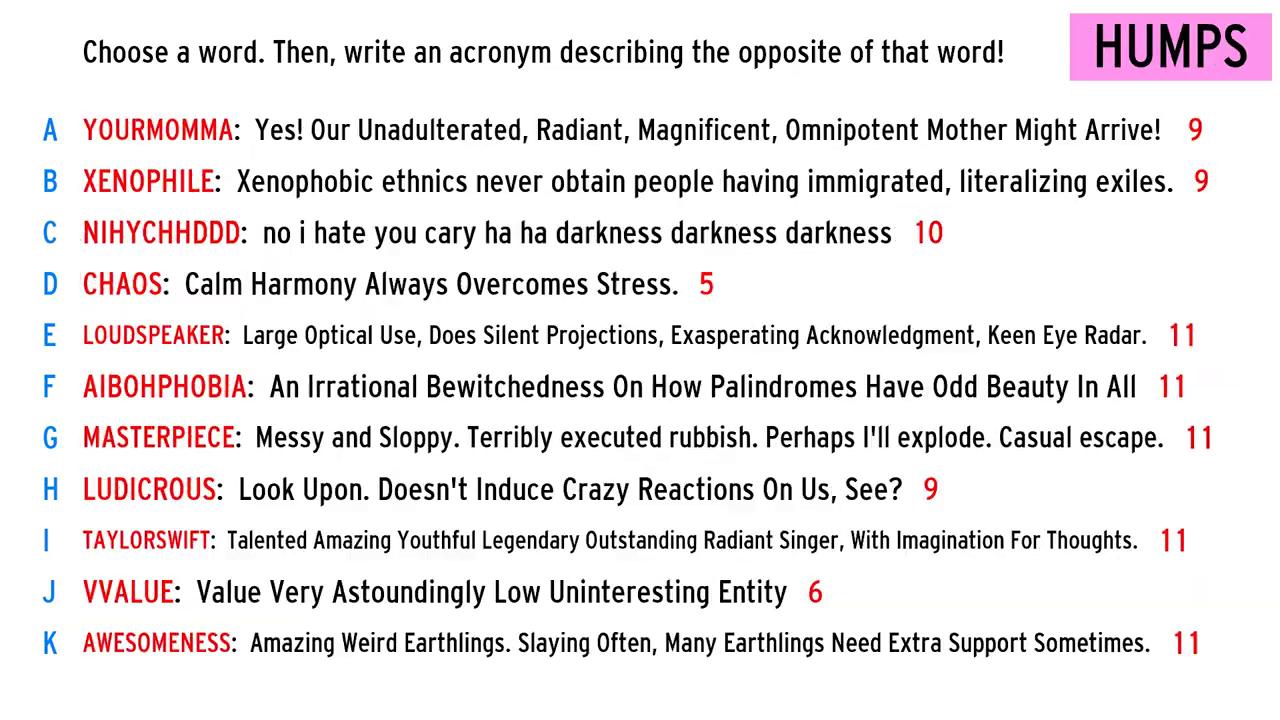 Choose a word. Then, write an acronym describing the opposite of that word!
HUMPS
A YOURMOMMA: Yes! Our Unadulterated, Radiant, Magnificent, Omnipotent Mother Might Arrive! 9
B XENOPHILE: Xenophobic ethnics never obtain people having immigrated, literalizing exiles. 9
C NIHYCHHDDD: no i hate you cary ha ha darkness darkness darkness 10
D CHAOS: Calm Harmony Always Overcomes Stress. 5
E LOUDSPEAKER: Large Optical Use, Does Silent Projections, Exasperating Acknowledgment, Keen Eye Radar. 11
F AIBOHPHOBIA: An Irrational Bewitchedness On How Palindromes Have Odd Beauty In All 11
G MASTERPIECE: Messy and Sloppy. Terribly executed rubbish. Perhaps I'll explode. Casual escape. 11
H LUDICROUS: Look Upon. Doesn't Induce Crazy Reactions On Us, See? 9
I TAYLORSWIFT: Talented Amazing Youthful Legendary Outstanding Radiant Singer, With Imagination For Thoughts. 11
J VVALUE: Value Very Astoundingly Low Uninteresting Entity 6
K AWESOMENESS: Amazing Weird Earthlings. Slaying Often, Many Earthlings Need Extra Support Sometimes. 11